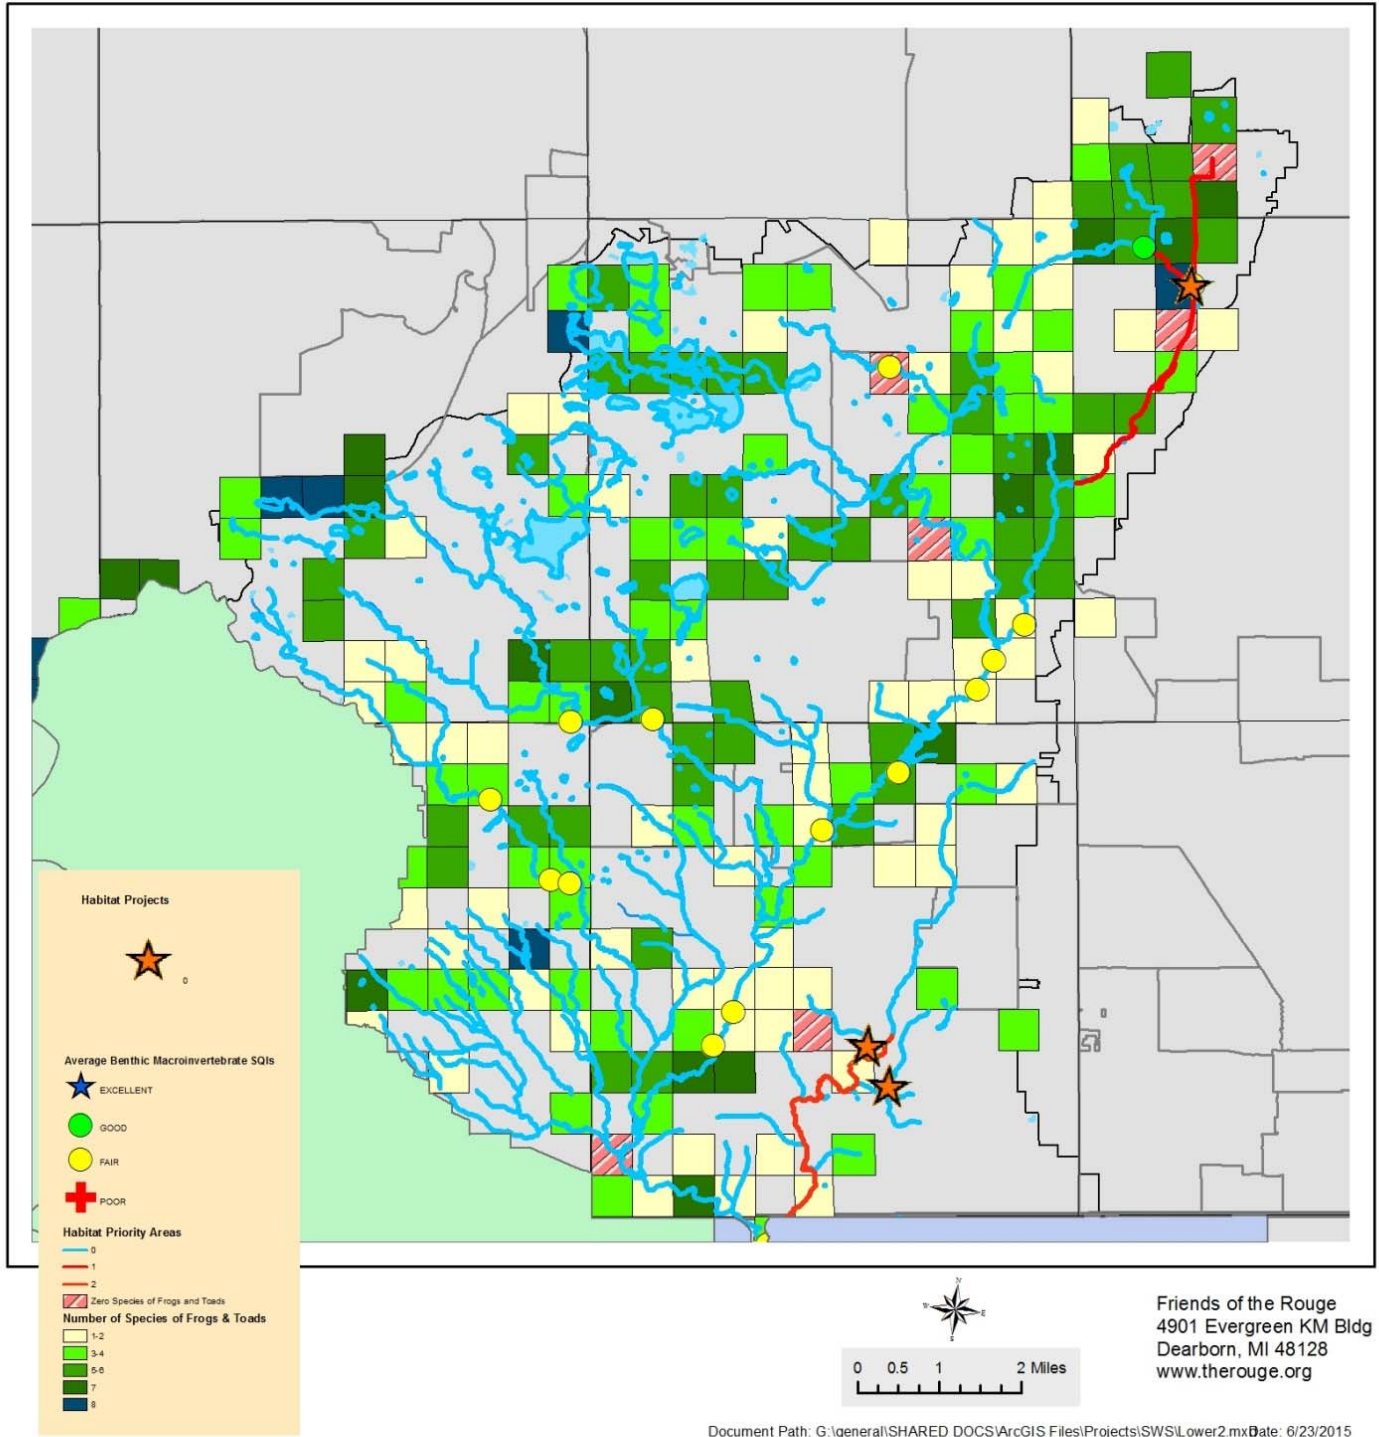 Habitat Projects
0
Average Benthic Macroinvertebrate SQIs
EXCELLENT
GOOD
FAIR
POOR
Habitat Priority Areas
0
1
2
Zero Species of Frogs and Toads
Number of Species of Frogs & Toads
1-2
3-4
5-6
7
8
N
W
E
S
0 0.5 1 2 Miles
Friends of the Rouge
4901 Evergreen KM Bldg
Dearborn, MI 48128
www.therouge.org
Document Path: G:\general\SHARED DOCS\ArcGIS Files\Projects\SWS\Lower2.mxd Date: 6/23/2015